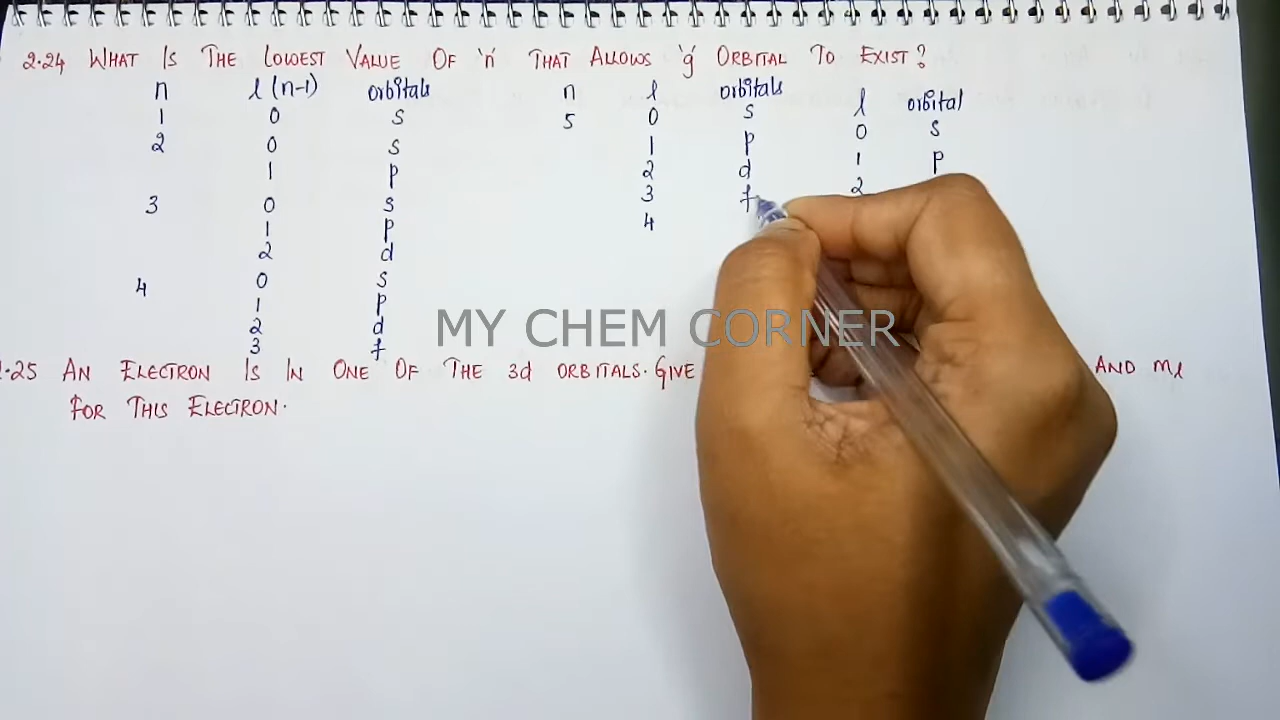 2.24 WHAT IS THE LOWEST VALUE OF 'n' THAT ALLOWS 'g' ORBITAL TO EXIST?
n l (n-1) orbitals n l orbitals l orbital
1 0 s 5 0 s 0 s
2 0 s 1 p 1 p
1 p 2 d 2
3 0 s 3 f
1 p 4
2 d
4 0 s
1 p
2 d
3 f
MY CHEM CORNER
.25 AN ELECTRON IS IN ONE OF THE 3d ORBITALS. GIVE AND ml
FOR THIS ELECTRON.